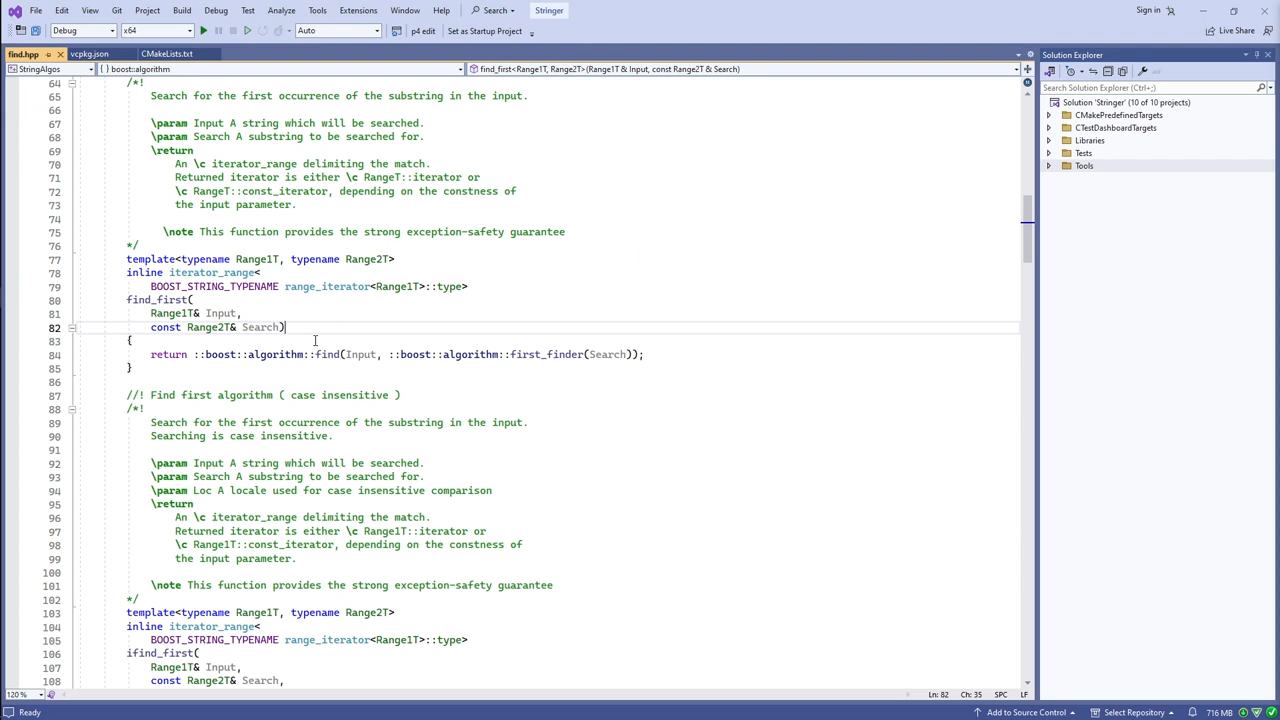 File Edit View Git Project Build Debug Test Analyze Tools Extensions Window Help Search Stringer Sign in
Debug x64 Auto p4 edit Set as Startup Project Live Share
find.hpp vcpkg.json CMakeLists.txt
StringAlgos { } boost::algorithm find_first<Range1T, Range2T>(Range1T & Input, const Range2T & Search)
64 /*!
65 Search for the first occurrence of the substring in the input.
66
67 \param Input A string which will be searched.
68 \param Search A substring to be searched for.
69 \return
70 An \c iterator_range delimiting the match.
71 Returned iterator is either \c RangeT::iterator or
72 \c RangeT::const_iterator, depending on the constness of
73 the input parameter.
74
75 \note This function provides the strong exception-safety guarantee
76 */
77 template<typename Range1T, typename Range2T>
78 inline iterator_range<
79 BOOST_STRING_TYPENAME range_iterator<Range1T>::type>
80 find_first(
81 Range1T& Input,
82 const Range2T& Search)
83 {
84 return ::boost::algorithm::find(Input, ::boost::algorithm::first_finder(Search));
85 }
86
87 //! Find first algorithm ( case insensitive )
88 /*!
89 Search for the first occurrence of the substring in the input.
90 Searching is case insensitive.
91
92 \param Input A string which will be searched.
93 \param Search A substring to be searched for.
94 \param Loc A locale used for case insensitive comparison
95 \return
96 An \c iterator_range delimiting the match.
97 Returned iterator is either \c Range1T::iterator or
98 \c Range1T::const_iterator, depending on the constness of
99 the input parameter.
100
101 \note This function provides the strong exception-safety guarantee
102 */
103 template<typename Range1T, typename Range2T>
104 inline iterator_range<
105 BOOST_STRING_TYPENAME range_iterator<Range1T>::type>
106 ifind_first(
107 Range1T& Input,
108 const Range2T& Search,
120 % Ln: 82 Ch: 35 SPC LF
Ready Add to Source Control Select Repository 716 MB
Solution Explorer
Search Solution Explorer (Ctrl+;)
Solution 'Stringer' (10 of 10 projects)
CMakePredefinedTargets
CTestDashboardTargets
Libraries
Tests
Tools